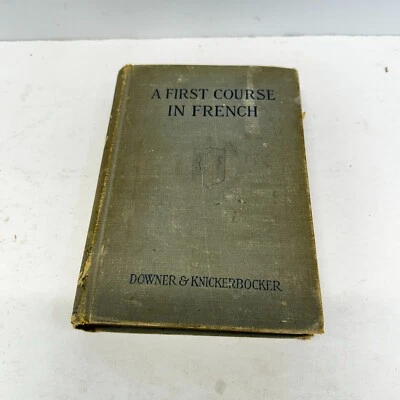 A FIRST COURSE
IN FRENCH
DOWNER & KNICKERBOCKER